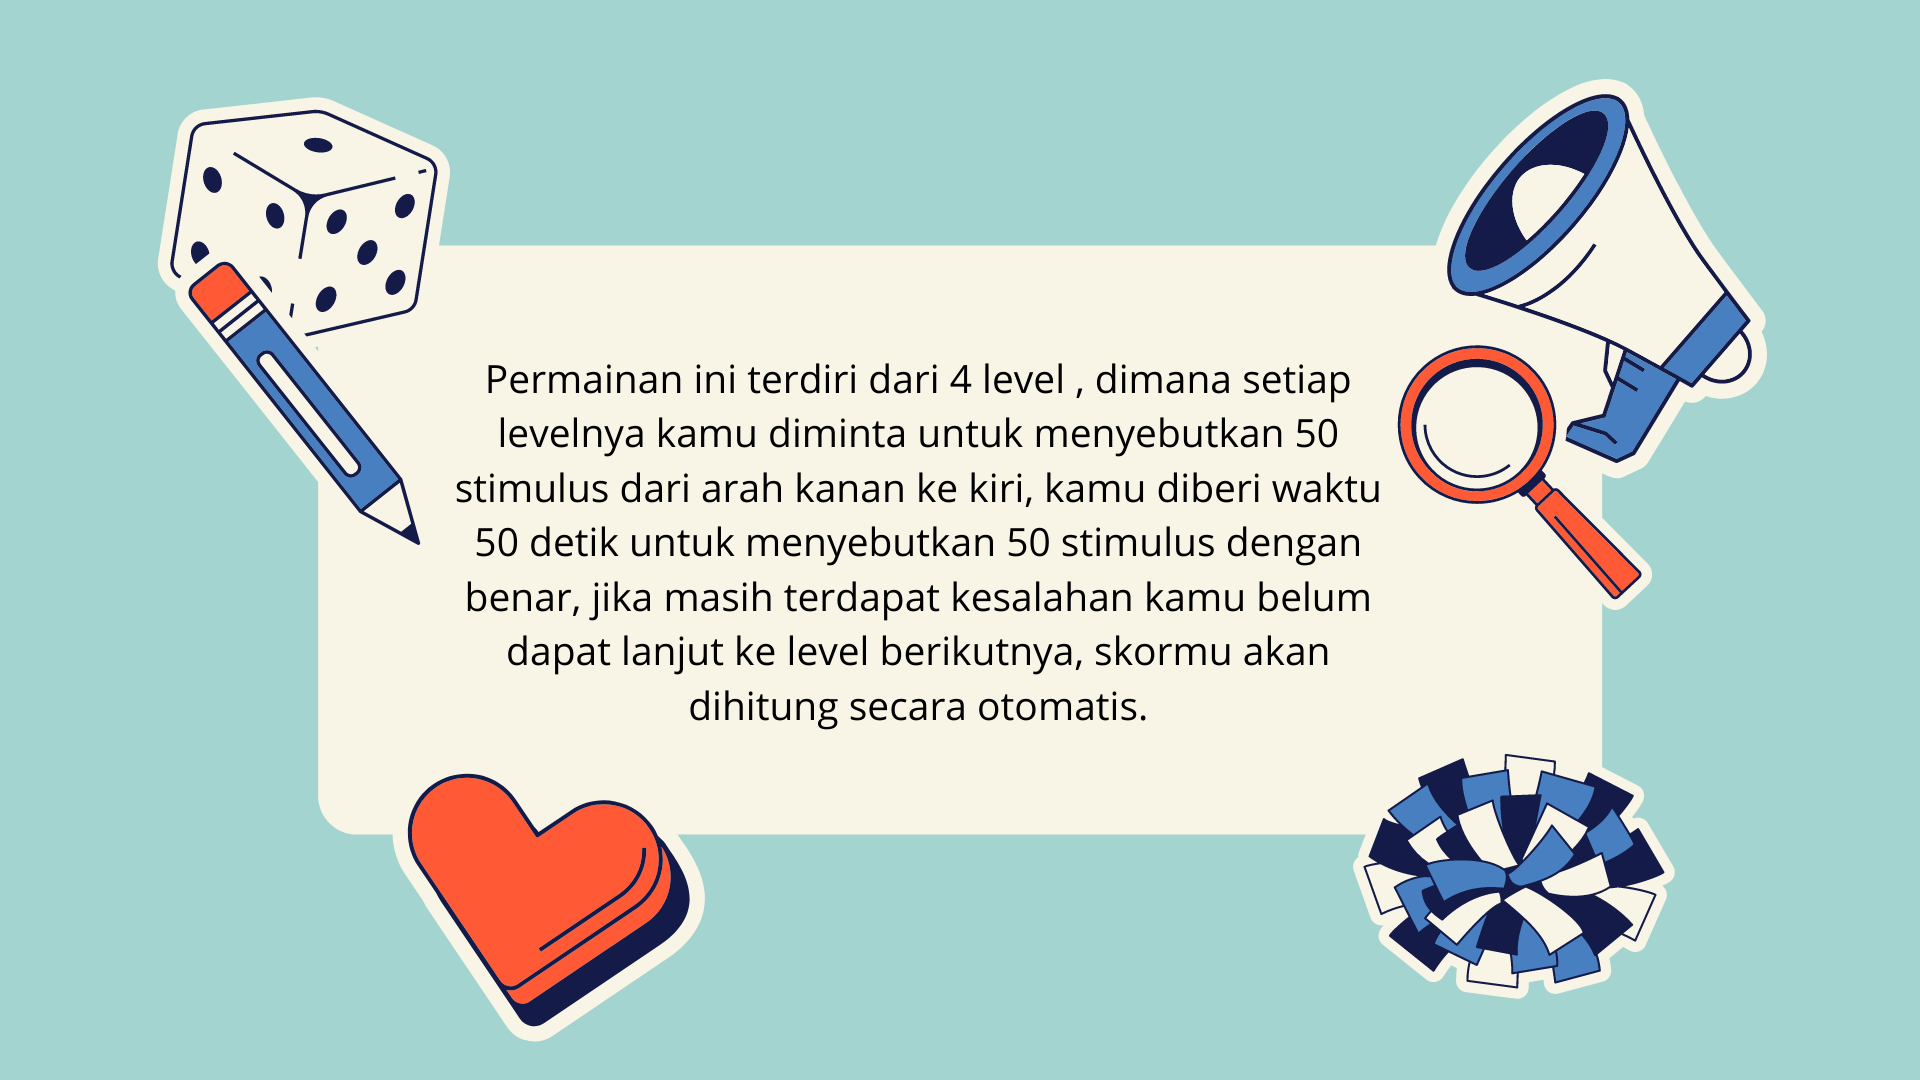 Permainan ini terdiri dari 4 level , dimana setiap
levelnya kamu diminta untuk menyebutkan 50
stimulus dari arah kanan ke kiri, kamu diberi waktu
50 detik untuk menyebutkan 50 stimulus dengan
benar, jika masih terdapat kesalahan kamu belum
dapat lanjut ke level berikutnya, skormu akan
dihitung secara otomatis.